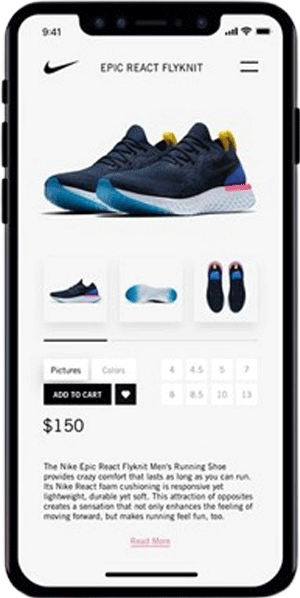 9:41
EPIC REACT FLYKNIT
Pictures Colors
4 4.5 5 7
ADD TO CART
8 8.5 10 13
$150
The Nike Epic React Flyknit Men's Running Shoe
provides crazy comfort that lasts as long as you can run.
Its Nike React foam cushioning is responsive yet
lightweight, durable yet soft. This attraction of opposites
creates a sensation that not only enhances the feeling of
moving forward, but makes running feel fun, too.
Read More